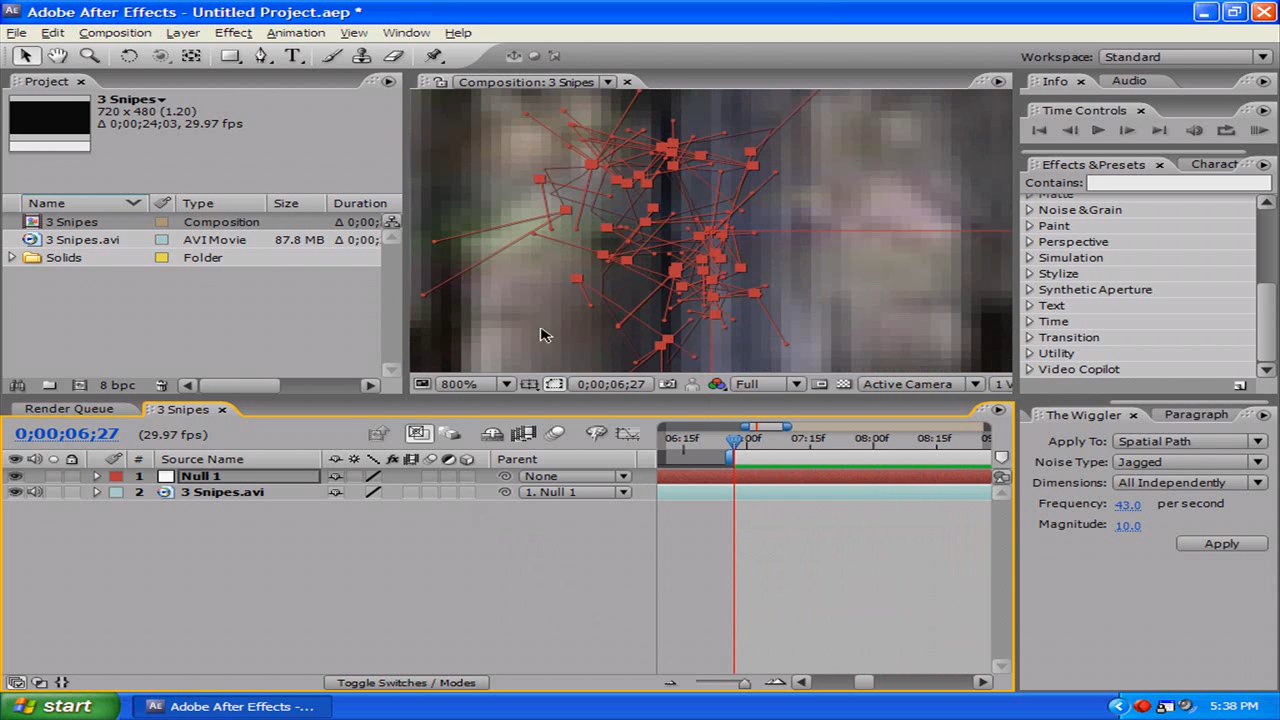 Adobe After Effects - Untitled Project.aep *
File Edit Composition Layer Effect Animation View Window Help
Workspace: Standard
Project
3 Snipes
720 x 480 (1.20)
Δ 0;00;24;03, 29.97 fps
Name Type Size Duration
3 Snipes Composition Δ 0;00;
3 Snipes.avi AVI Movie 87.8 MB Δ 0;00;
Solids Folder
8 bpc
Composition: 3 Snipes
800% 0;00;06;27 Full Active Camera 1 V
Info Audio
Time Controls
Effects & Presets Charact
Contains:
Matte
Noise & Grain
Paint
Perspective
Simulation
Stylize
Synthetic Aperture
Text
Time
Transition
Utility
Video Copilot
Render Queue 3 Snipes
0;00;06;27 (29.97 fps)
06:15f :00f 07:15f 08:00f 08:15f 09
# Source Name fx Parent
1 Null 1 None
2 3 Snipes.avi 1. Null 1
Toggle Switches / Modes
The Wiggler Paragraph
Apply To: Spatial Path
Noise Type: Jagged
Dimensions: All Independently
Frequency: 43.0 per second
Magnitude: 10.0
Apply
start Adobe After Effects -... 5:38 PM